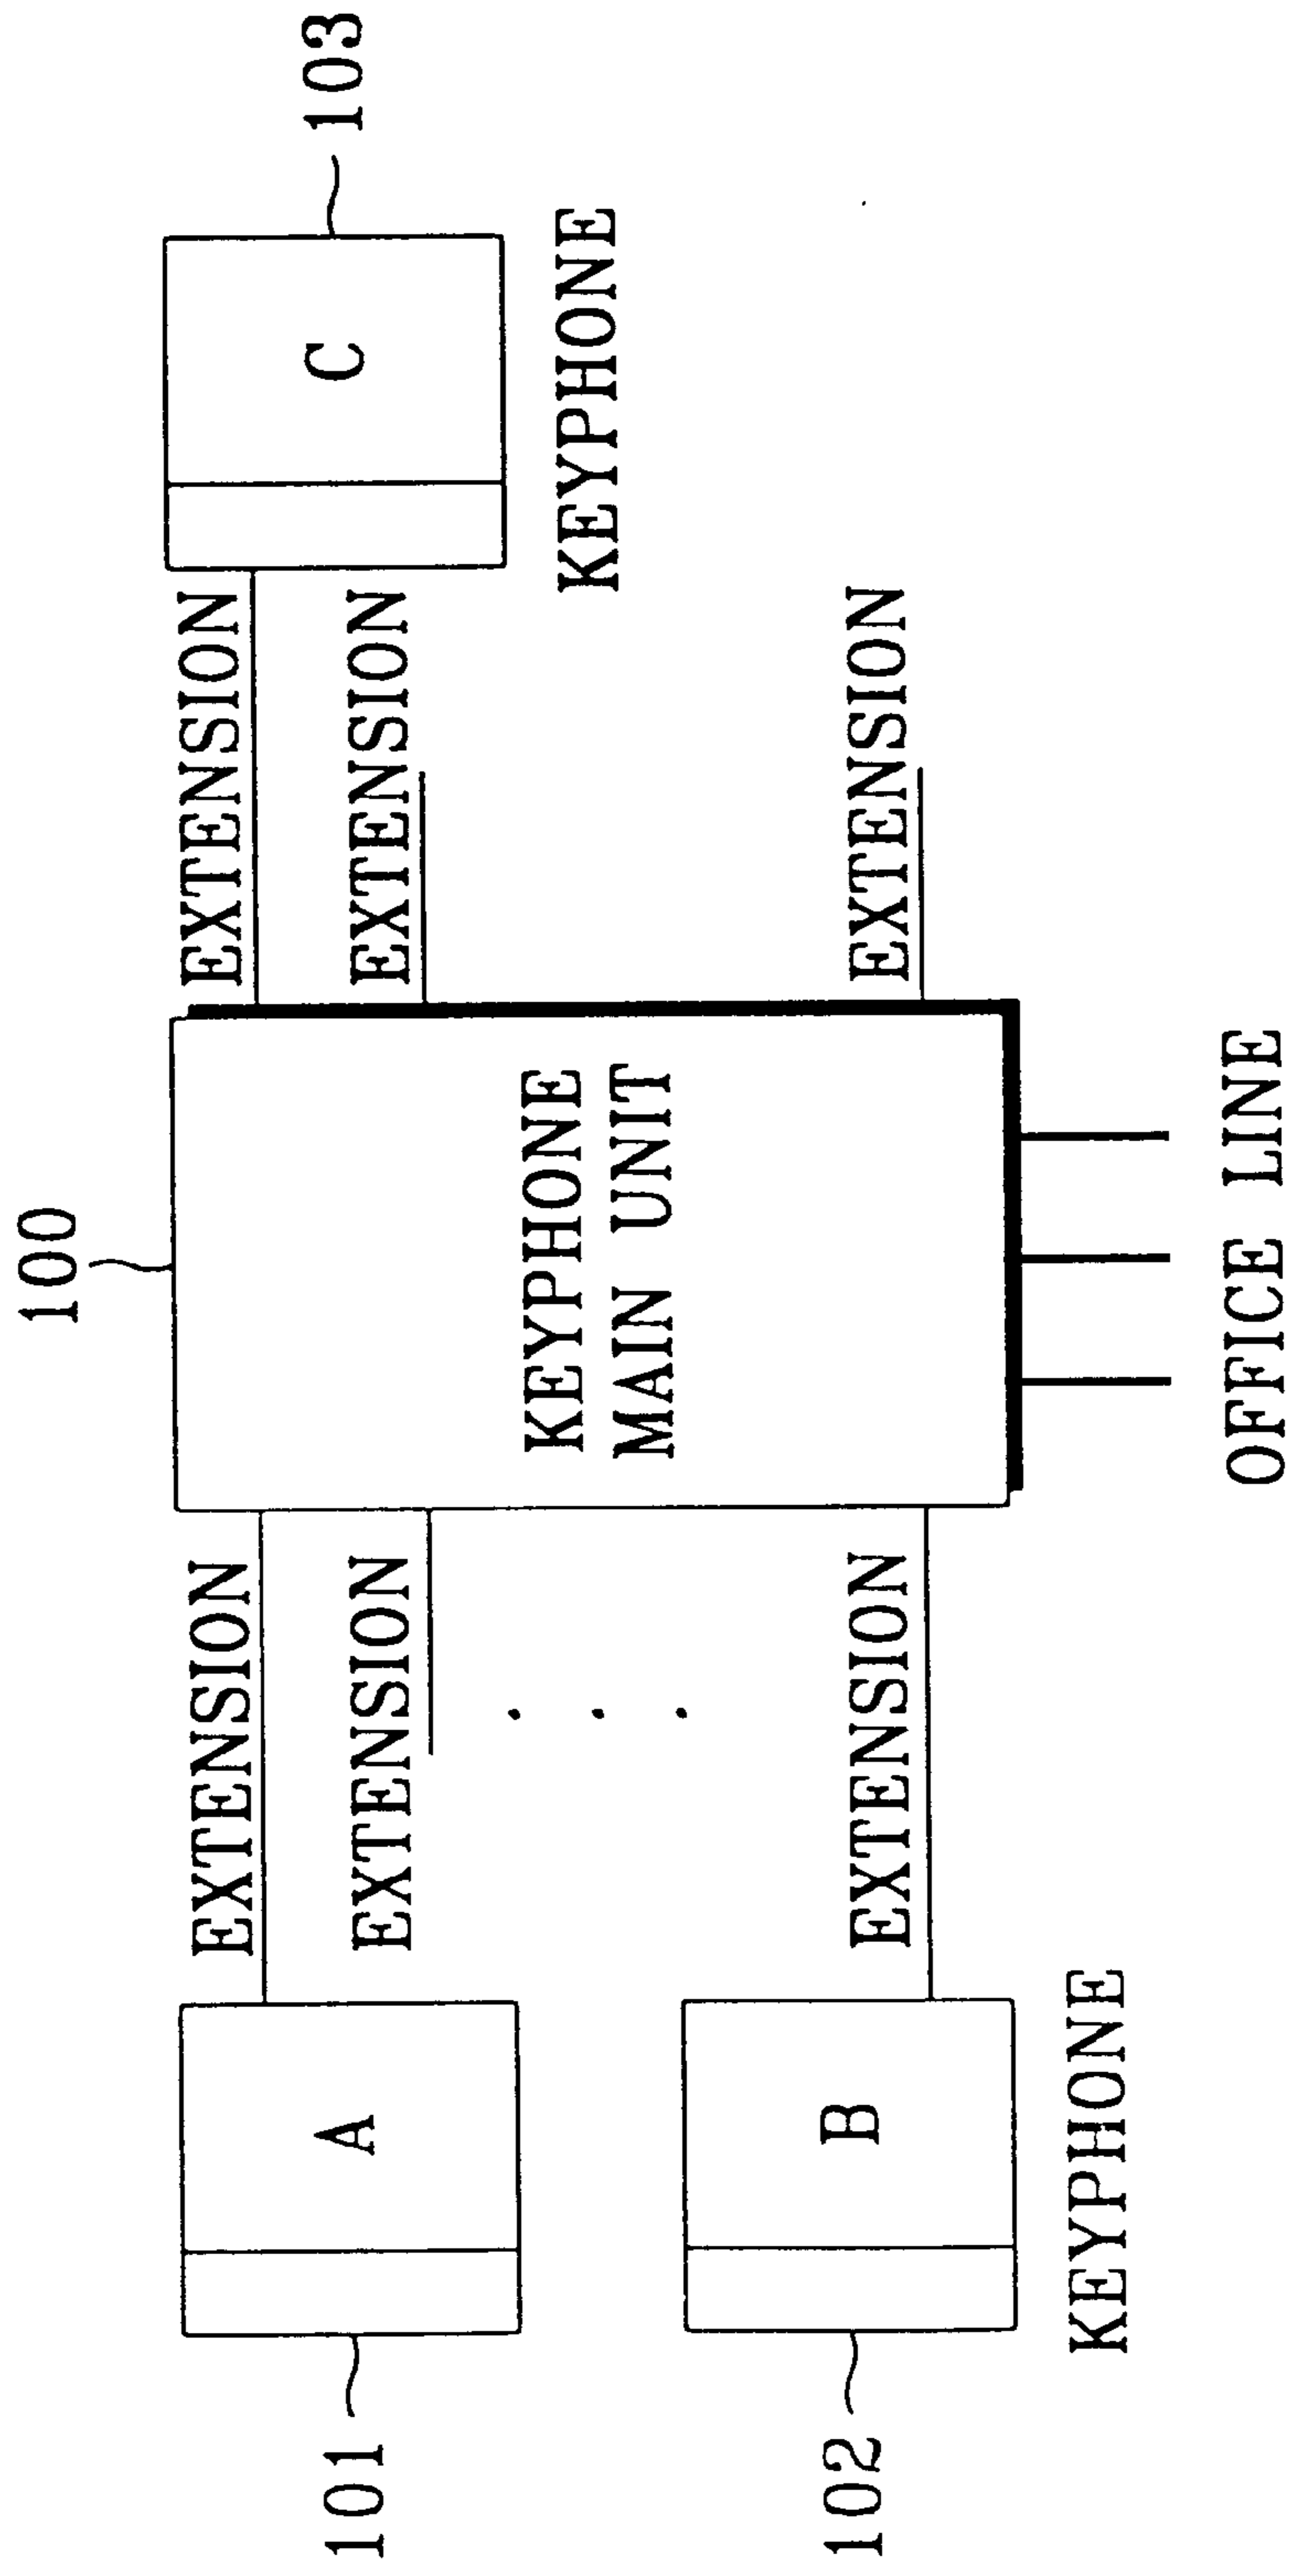 100
EXTENSION
EXTENSION
A
101
C
103
EXTENSION
EXTENSION
KEYPHONE
MAIN UNIT
KEYPHONE
B
102
EXTENSION
EXTENSION
KEYPHONE
OFFICE LINE